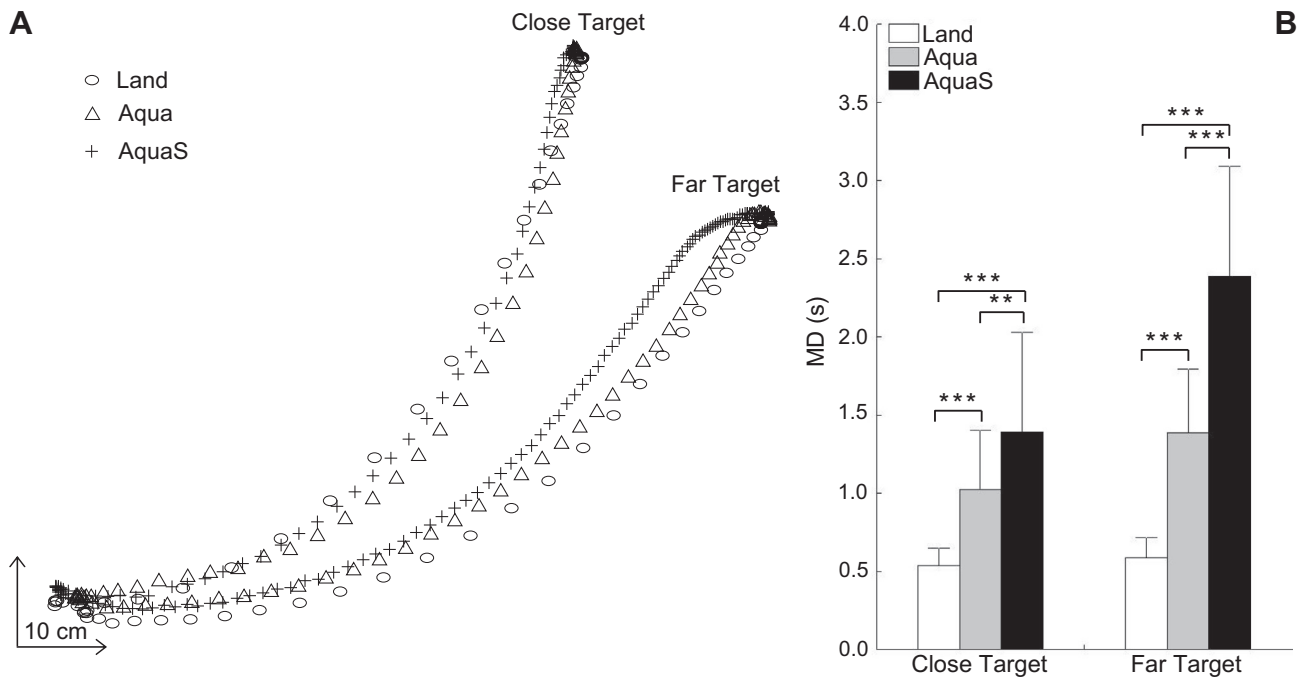 A
Close Target
Land
Aqua
AquaS
Far Target
10 cm
B
Land
Aqua
AquaS
MD (s)
4.0
3.5
3.0
2.5
2.0
1.5
1.0
0.5
0.0
***
**
***
***
***
***
Close Target
Far Target